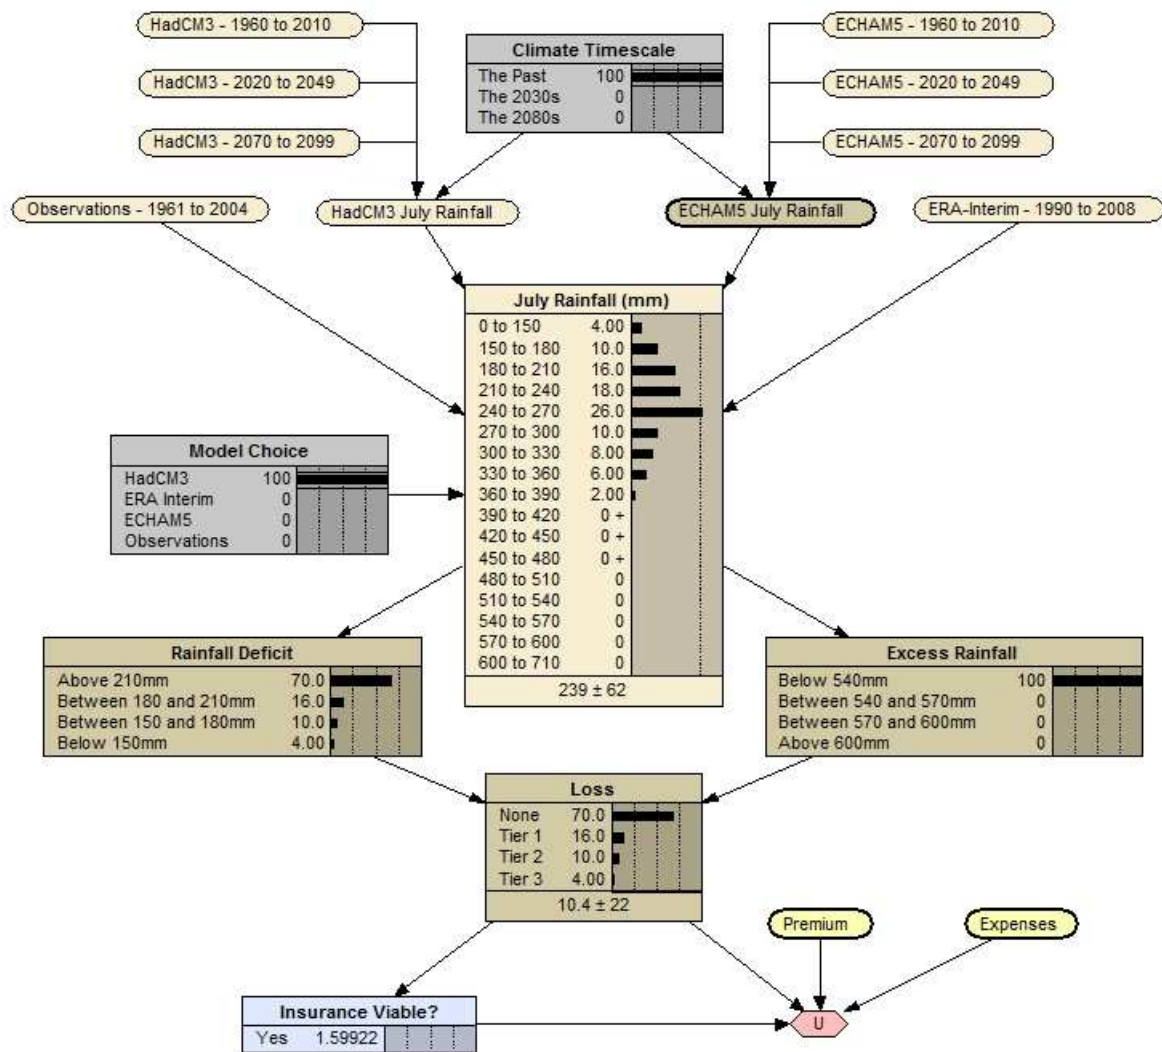 HadCM3 - 1960 to 2010
ECHAM5 - 1960 to 2010
Climate Timescale
The Past 100
The 2030s 0
The 2080s 0
HadCM3 - 2020 to 2049
ECHAM5 - 2020 to 2049
HadCM3 - 2070 to 2099
ECHAM5 - 2070 to 2099
Observations - 1961 to 2004
HadCM3 July Rainfall
ECHAM5 July Rainfall
ERA-Interim - 1990 to 2008
July Rainfall (mm)
0 to 150 4.00
150 to 180 10.0
180 to 210 16.0
210 to 240 18.0
240 to 270 26.0
270 to 300 10.0
300 to 330 8.00
330 to 360 6.00
360 to 390 2.00
390 to 420 0 +
420 to 450 0 +
450 to 480 0 +
480 to 510 0
510 to 540 0
540 to 570 0
570 to 600 0
600 to 710 0
239 ± 62
Model Choice
HadCM3 100
ERA Interim 0
ECHAM5 0
Observations 0
Rainfall Deficit
Above 210mm 70.0
Between 180 and 210mm 16.0
Between 150 and 180mm 10.0
Below 150mm 4.00
Excess Rainfall
Below 540mm 100
Between 540 and 570mm 0
Between 570 and 600mm 0
Above 600mm 0
Loss
None 70.0
Tier 1 16.0
Tier 2 10.0
Tier 3 4.00
10.4 ± 22
Premium
Expenses
Insurance Viable?
Yes 1.59922
U